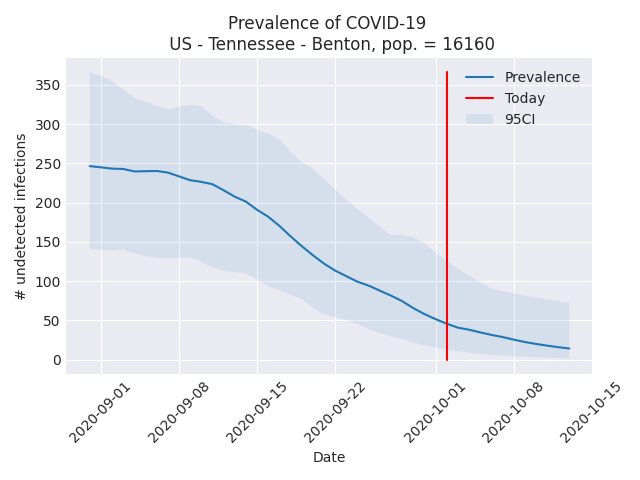 Prevalence of COVID-19
US - Tennessee - Benton, pop. = 16160
Prevalence
Today
95CI
# undetected infections
350
300
250
200
150
100
50
0
2020-09-01
2020-09-08
2020-09-15
2020-09-22
2020-10-01
2020-10-08
2020-10-15
Date